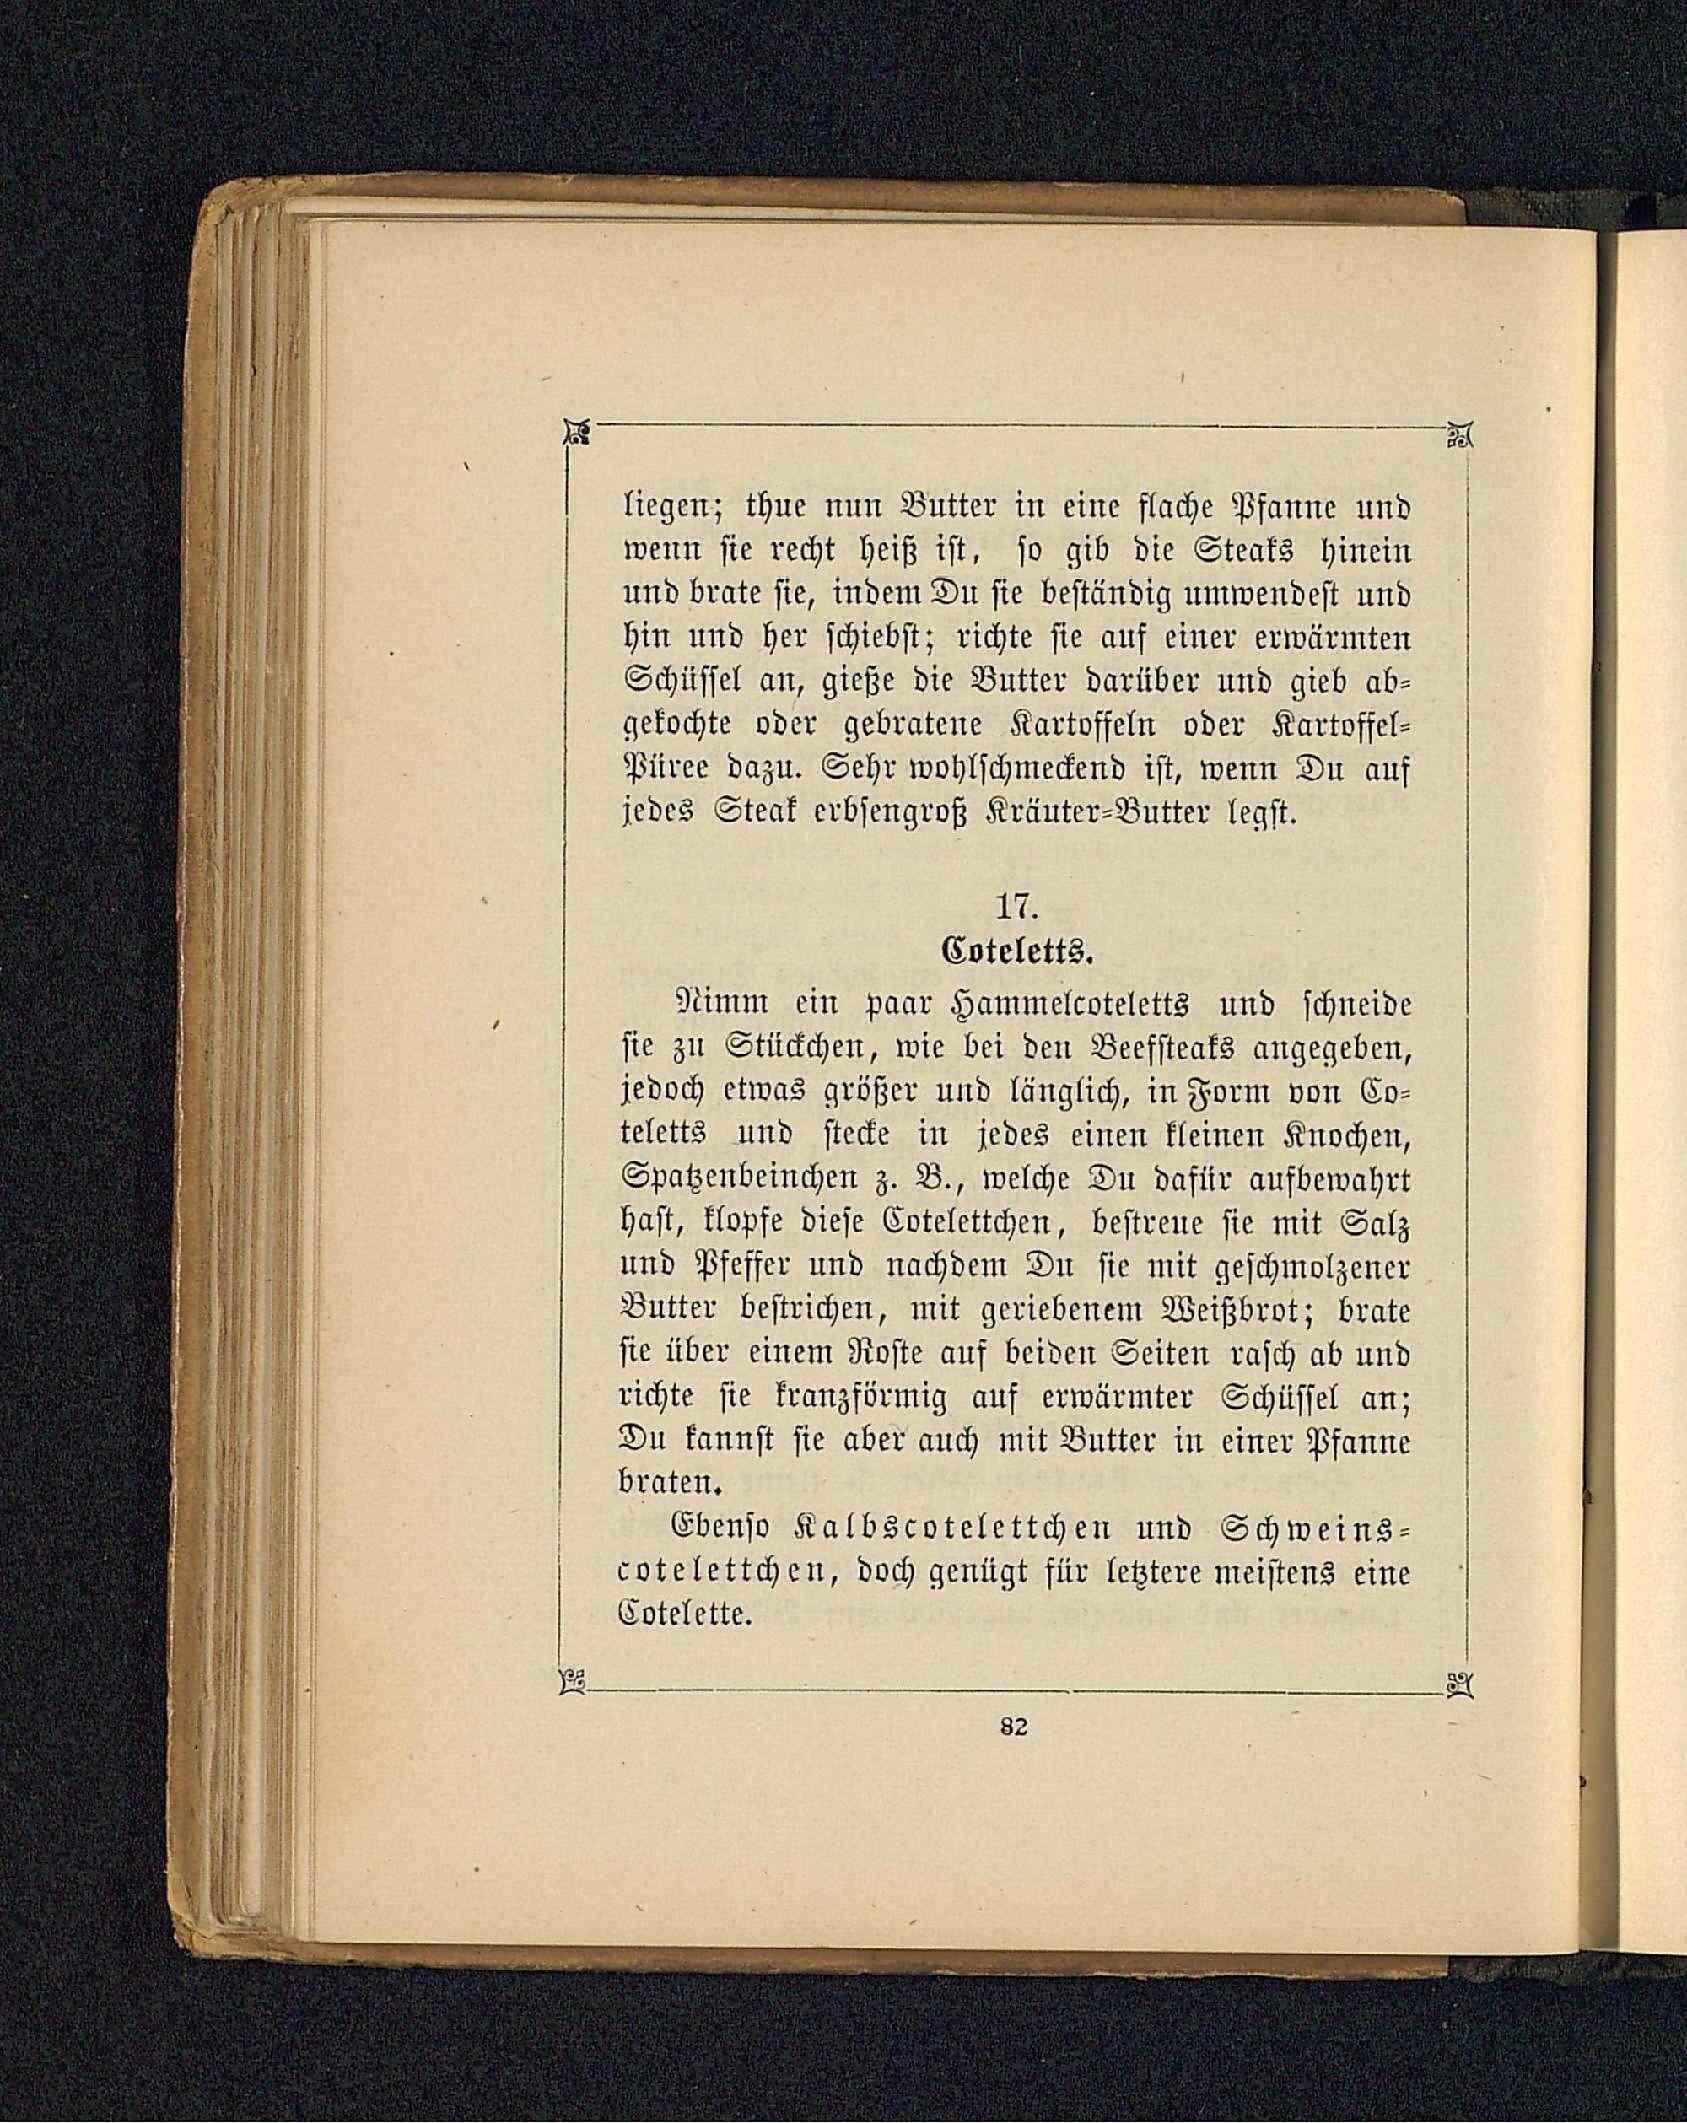 liegen; thue nun Butter in eine flache Pfanne und
wenn sie recht heiß ist, so gib die Steaks hinein
und brate sie, indem Du sie beständig umwendest und
hin und her schiebst; richte sie auf einer erwärmten
Schüssel an, gieße die Butter darüber und gieb ab-
gekochte oder gebratene Kartoffeln oder Kartoffel-
Püree dazu. Sehr wohlschmeckend ist, wenn Du auf
jedes Steak erbsengroß Kräuter-Butter legst.
17.
Coteletts.
Nimm ein paar Hammelcoteletts und schneide
sie zu Stückchen, wie bei den Beefsteaks angegeben,
jedoch etwas größer und länglich, in Form von Co-
teletts und stecke in jedes einen kleinen Knochen,
Spatzenbeinchen z. B., welche Du dafür aufbewahrt
hast, klopfe diese Cotelettchen, bestreue sie mit Salz
und Pfeffer und nachdem Du sie mit geschmolzener
Butter bestrichen, mit geriebenem Weißbrot; brate
sie über einem Roste auf beiden Seiten rasch ab und
richte sie kranzförmig auf erwärmter Schüssel an;
Du kannst sie aber auch mit Butter in einer Pfanne
braten.
Ebenso Kalbscotelettchen und Schweins-
cotelettchen, doch genügt für letztere meistens eine
Cotelette.
82